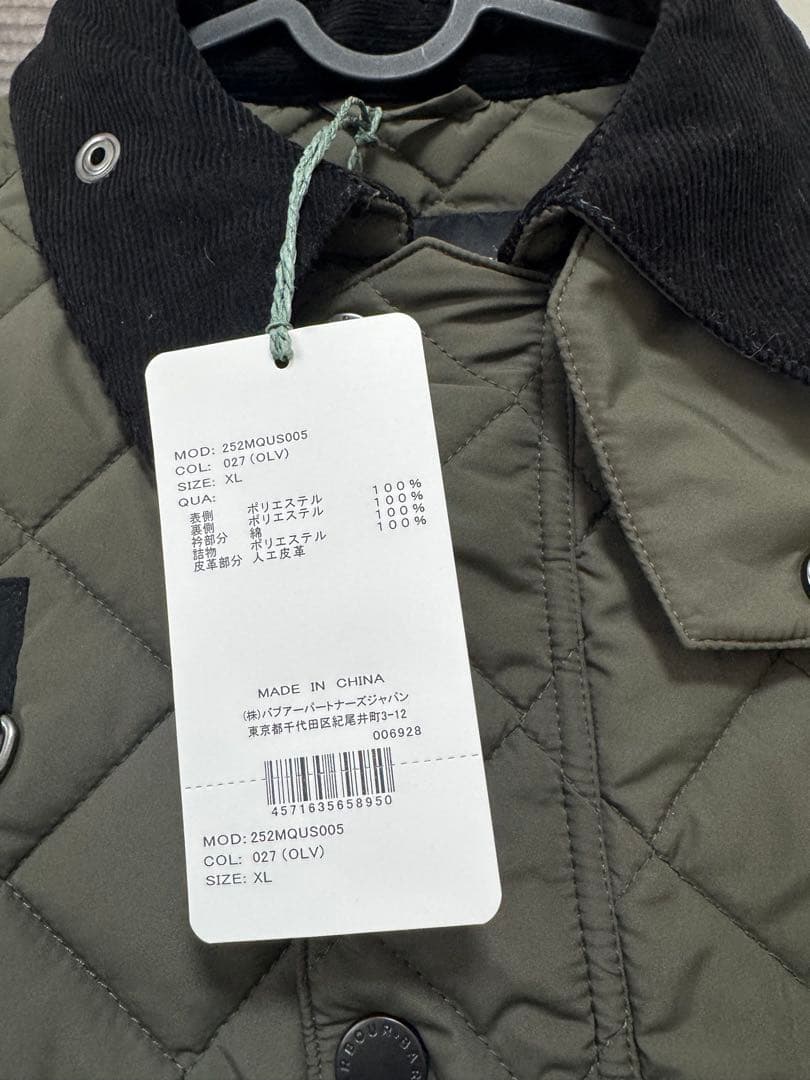 MOD: 252MQUS005
COL: 027 (OLV)
SIZE: XL
QUA:
表側 ポリエステル 100%
裏側 ポリエステル 100%
衿部分 綿 100%
詰物 ポリエステル 100%
皮革部分 人工皮革
MADE IN CHINA
(株)バブアーパートナーズジャパン
東京都千代田区紀尾井町3-12
006928
4571635658950
MOD: 252MQUS005
COL: 027 (OLV)
SIZE: XL
RBOUR·BAR